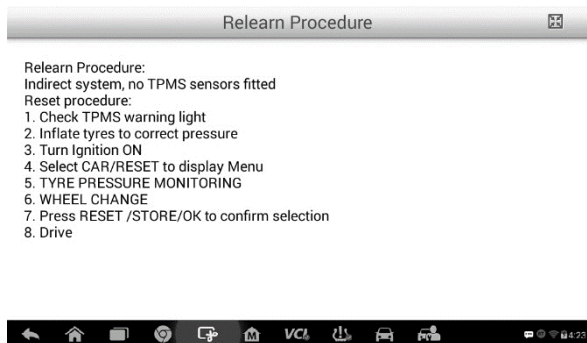 Relearn Procedure
Relearn Procedure:
Indirect system, no TPMS sensors fitted
Reset procedure:
1. Check TPMS warning light
2. Inflate tyres to correct pressure
3. Turn Ignition ON
4. Select CAR/RESET to display Menu
5. TYRE PRESSURE MONITORING
6. WHEEL CHANGE
7. Press RESET /STORE/OK to confirm selection
8. Drive
M VCI 4:23